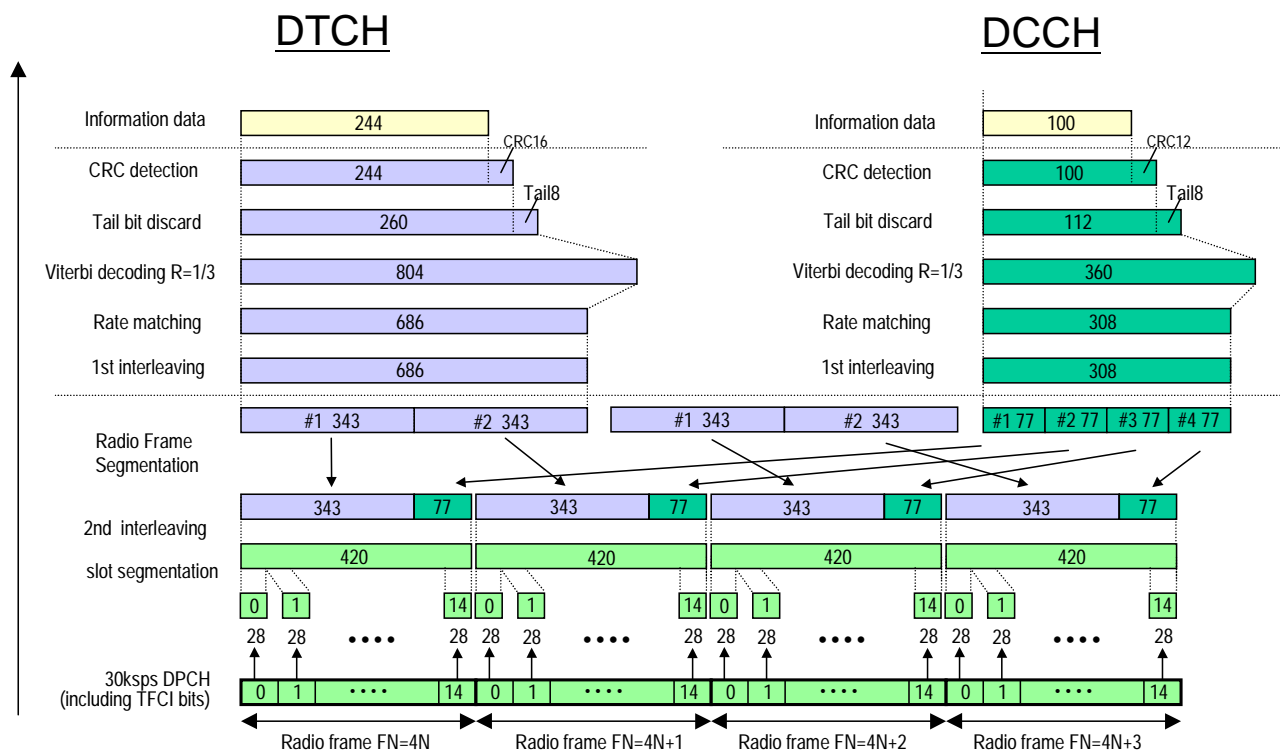 DTCH DCCH
Information data 244 Information data 100
CRC16 CRC12
CRC detection 244 CRC detection 100
Tail8 Tail8
Tail bit discard 260 Tail bit discard 112
Viterbi decoding R=1/3 804 Viterbi decoding R=1/3 360
Rate matching 686 Rate matching 308
1st interleaving 686 1st interleaving 308
#1 343 #2 343 #1 343 #2 343 #1 77 #2 77 #3 77 #4 77
Radio Frame
Segmentation
343 77 343 77 343 77 343 77
2nd interleaving
420 420 420 420
slot segmentation
0 1 14 0 1 14 0 1 14 0 1 14
28 28 •••• 28 28 28 •••• 28 28 28 •••• 28 28 28 •••• 28
30ksps DPCH
(including TFCI bits)
0 1 •••• 14 0 1 •••• 14 0 1 •••• 14 0 1 •••• 14
Radio frame FN=4N Radio frame FN=4N+1 Radio frame FN=4N+2 Radio frame FN=4N+3